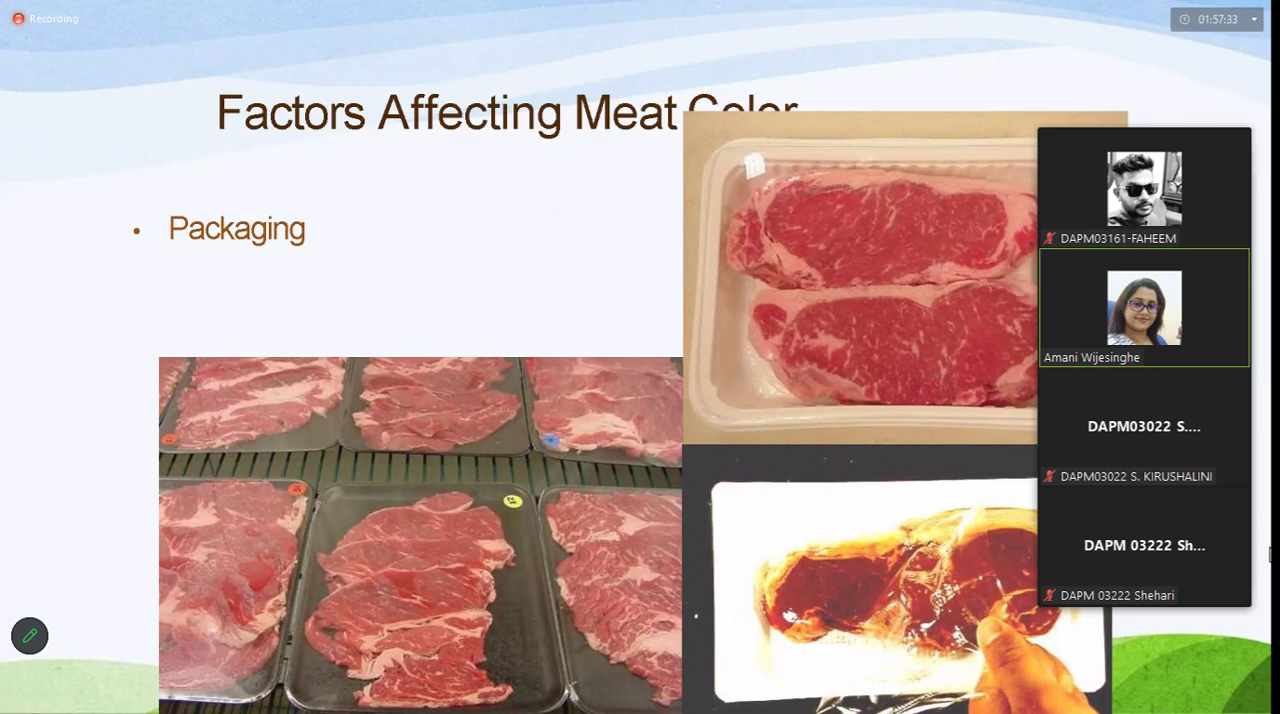 Recording
01:57:33
Factors Affecting Meat Color
• Packaging
DAPM03161-FAHEEM
Amani Wijesinghe
DAPM03022 S....
DAPM03022 S. KIRUSHALINI
DAPM 03222 Sh...
DAPM 03222 Shehari